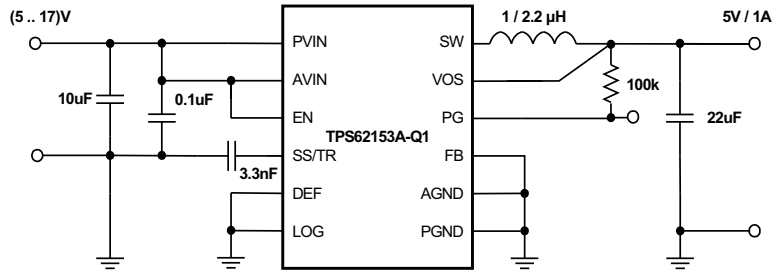 (5 .. 17)V
1 / 2.2 µH
5V / 1A
PVIN
SW
AVIN
VOS
10uF
0.1uF
100k
EN
PG
22uF
TPS62153A-Q1
SS/TR
FB
3.3nF
DEF
AGND
LOG
PGND